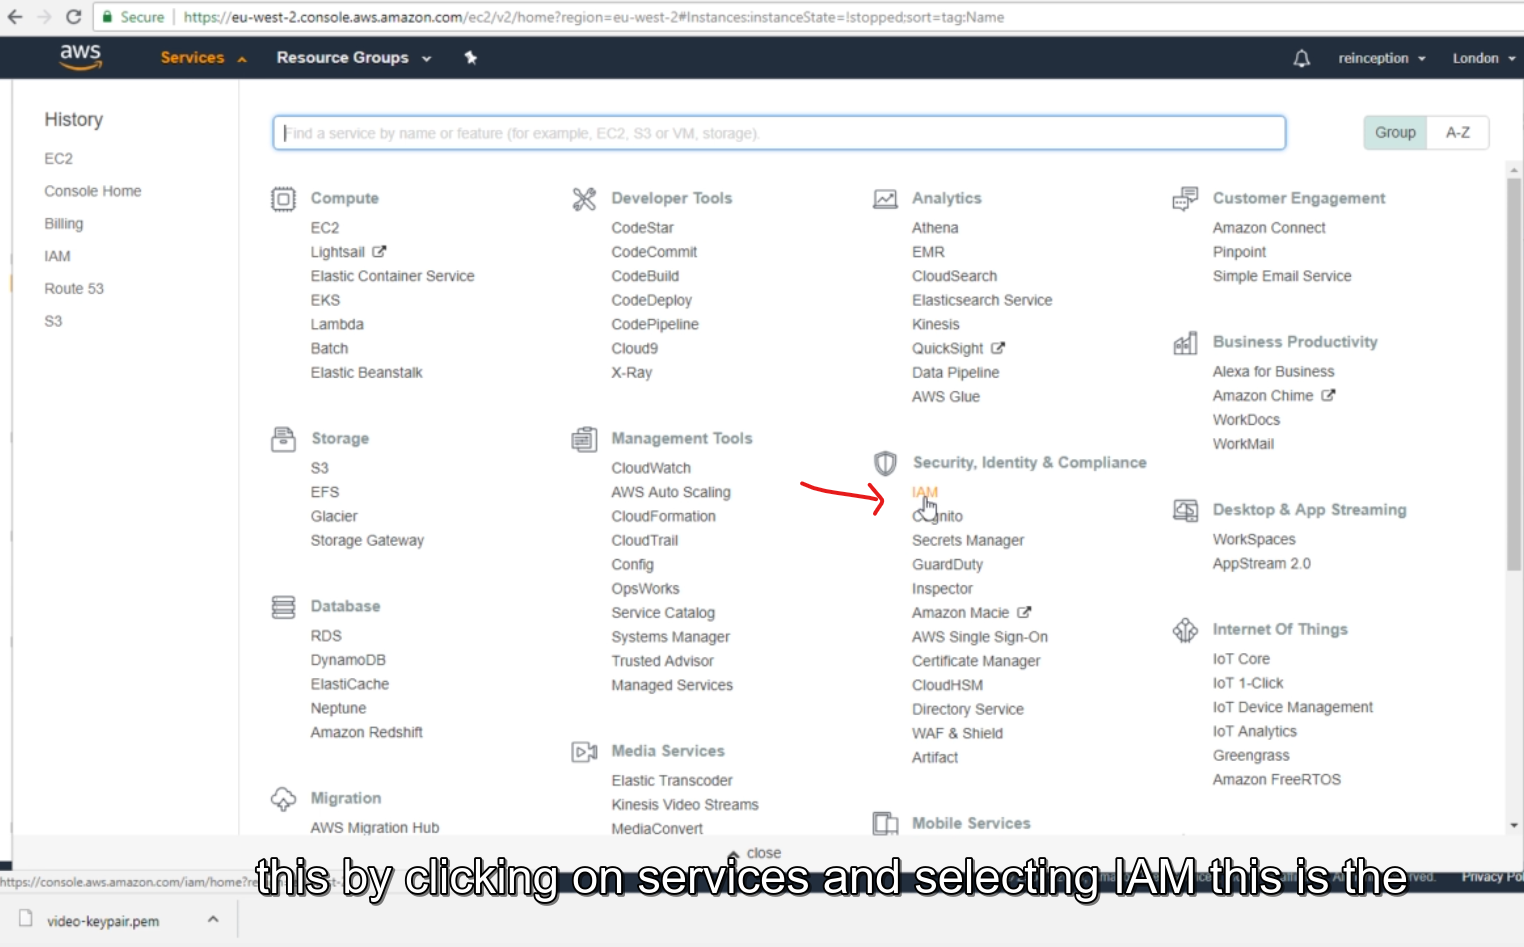 Secure | https://eu-west-2.console.aws.amazon.com/ec2/v2/home?region=eu-west-2#Instances:instanceState=!stopped;sort=tag:Name
aws
Services
Resource Groups
reinception
London
History
EC2
Console Home
Billing
IAM
Route 53
S3
Find a service by name or feature (for example, EC2, S3 or VM, storage).
Group
A-Z
Compute
EC2
Lightsail
Elastic Container Service
EKS
Lambda
Batch
Elastic Beanstalk
Storage
S3
EFS
Glacier
Storage Gateway
Database
RDS
DynamoDB
ElastiCache
Neptune
Amazon Redshift
Migration
AWS Migration Hub
Developer Tools
CodeStar
CodeCommit
CodeBuild
CodeDeploy
CodePipeline
Cloud9
X-Ray
Management Tools
CloudWatch
AWS Auto Scaling
CloudFormation
CloudTrail
Config
OpsWorks
Service Catalog
Systems Manager
Trusted Advisor
Managed Services
Media Services
Elastic Transcoder
Kinesis Video Streams
MediaConvert
Analytics
Athena
EMR
CloudSearch
Elasticsearch Service
Kinesis
QuickSight
Data Pipeline
AWS Glue
Security, Identity & Compliance
IAM
Cognito
Secrets Manager
GuardDuty
Inspector
Amazon Macie
AWS Single Sign-On
Certificate Manager
CloudHSM
Directory Service
WAF & Shield
Artifact
Mobile Services
Customer Engagement
Amazon Connect
Pinpoint
Simple Email Service
Business Productivity
Alexa for Business
Amazon Chime
WorkDocs
WorkMail
Desktop & App Streaming
WorkSpaces
AppStream 2.0
Internet Of Things
IoT Core
IoT 1-Click
IoT Device Management
IoT Analytics
Greengrass
Amazon FreeRTOS
close
this by clicking on services and selecting IAM this is the
https://console.aws.amazon.com/iam/home?re
Privacy Pol
video-keypair.pem